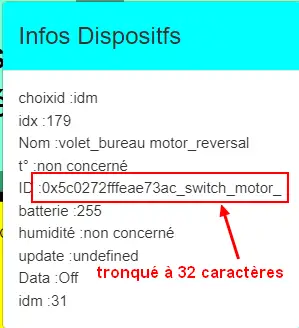 Infos Dispositfs
choixid :idm
idx :179
Nom :volet_bureau motor_reversal
t° :non concerné
ID :0x5c0272fffeae73ac_switch_motor_
batterie :255
humidité :non concerné
update :undefined
Data :Off
tronqué à 32 caractères
idm :31